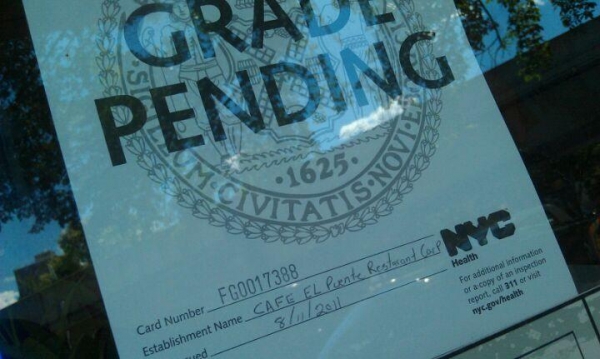 GRADE
PENDING
SIGILLUM CIVITATIS NOVI E
1625
Card Number FG0017388
Establishment Name CAFE EL Puente Restaurant Corp
8/11/2011
NYC
Health
For additional information
or a copy of an inspection
report, call 311 or visit
nyc.gov/health